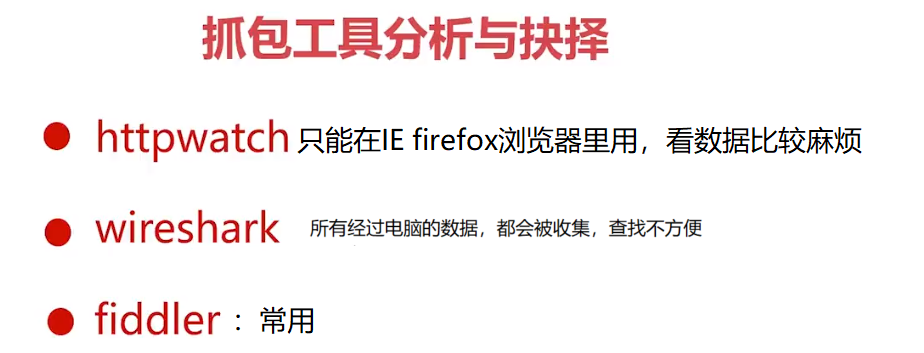 抓包工具分析与抉择
httpwatch 只能在IE firefox浏览器里用，看数据比较麻烦
wireshark 所有经过电脑的数据，都会被收集，查找不方便
fiddler ：常用